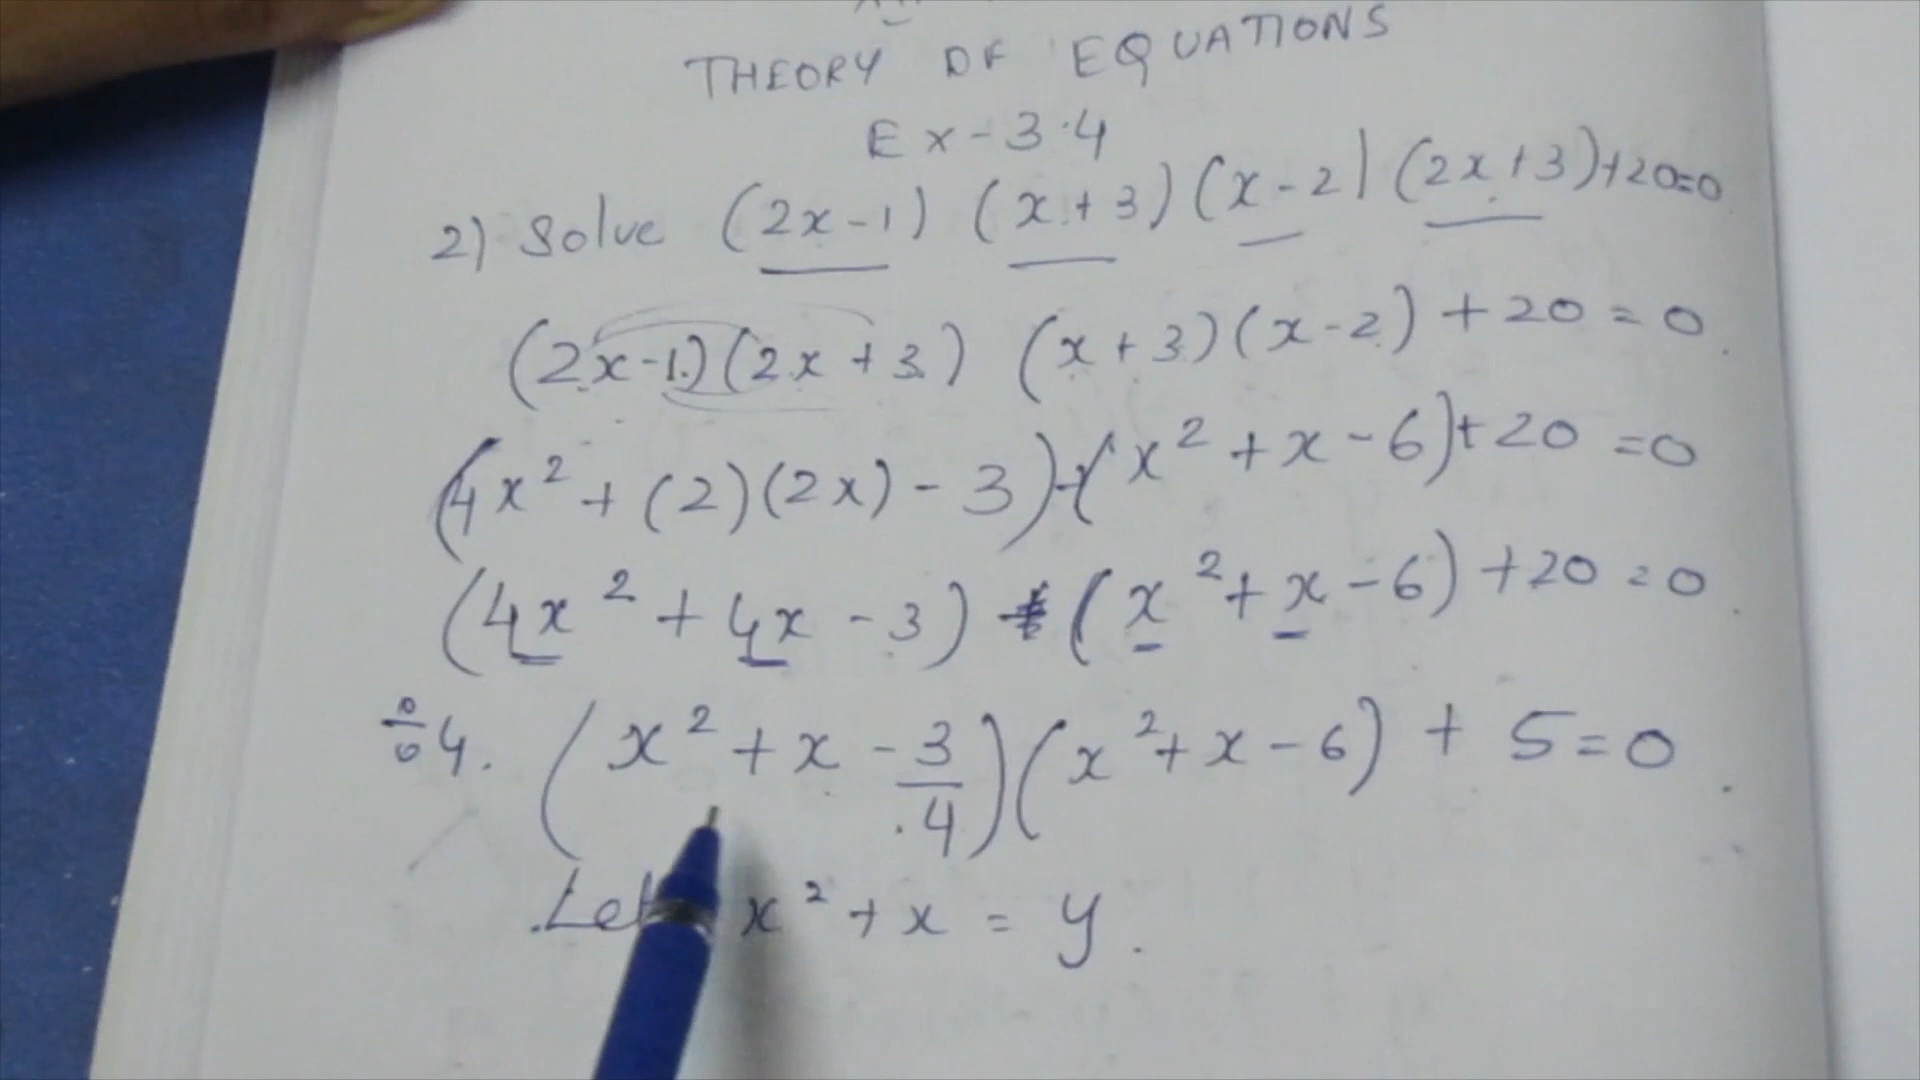 THEORY OF EQUATIONS
Ex - 3.4
2) Solve (2x-1) (x+3) (x-2) (2x+3)+20=0
(2x-1)(2x+3) (x+3)(x-2)+20=0
(4x²+(2)(2x)-3)(x²+x-6)+20=0
(4x²+4x-3) (x²+x-6)+20=0
÷4. (x²+x-3/4)(x²+x-6)+5=0
Let x²+x=y.